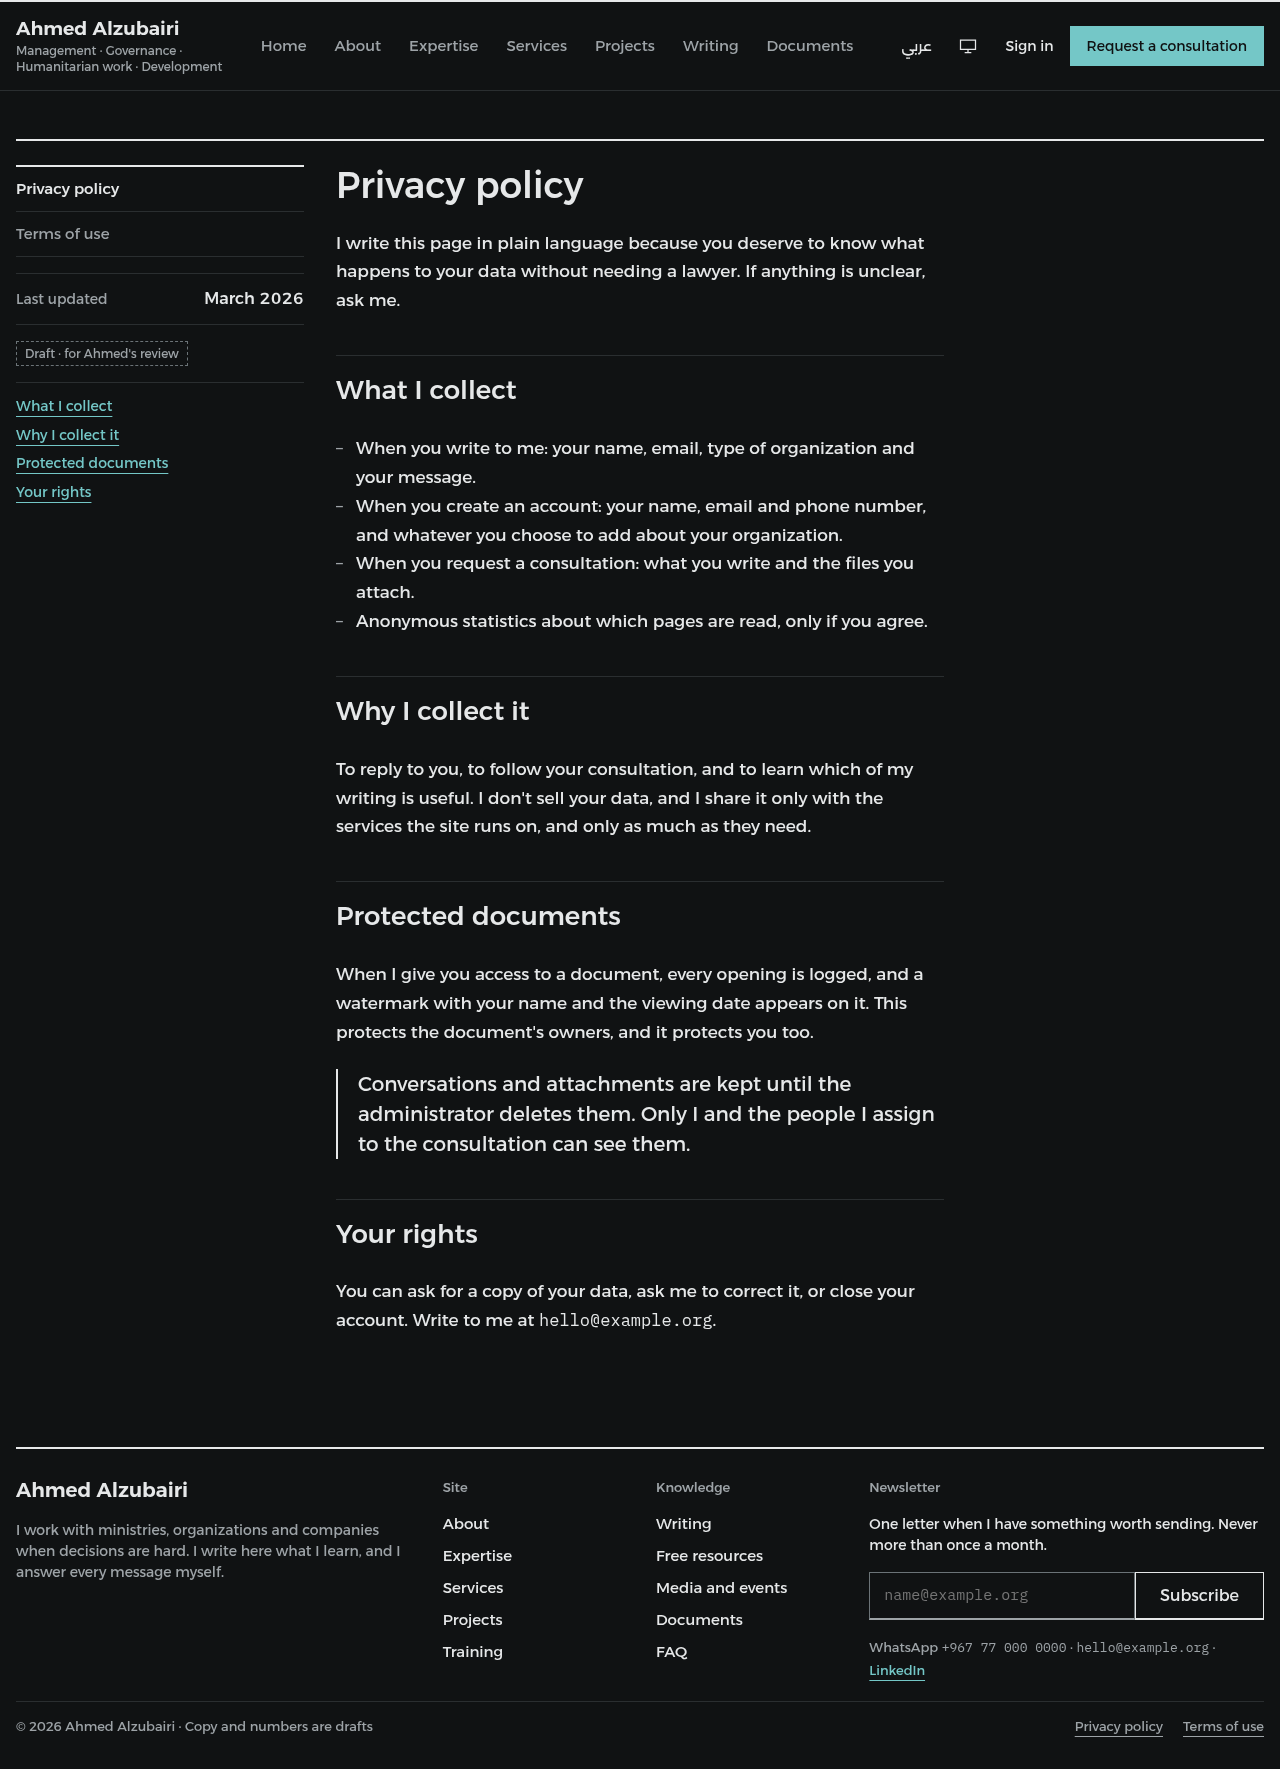 Ahmed Alzubairi
Management · Governance ·
Humanitarian work · Development
Home
About
Expertise
Services
Projects
Writing
Documents
عربي
Sign in
Request a consultation
Privacy policy
Terms of use
Last updated
March 2026
Draft · for Ahmed's review
What I collect
Why I collect it
Protected documents
Your rights
Privacy policy
I write this page in plain language because you deserve to know what
happens to your data without needing a lawyer. If anything is unclear,
ask me.
What I collect
– When you write to me: your name, email, type of organization and
your message.
– When you create an account: your name, email and phone number,
and whatever you choose to add about your organization.
– When you request a consultation: what you write and the files you
attach.
– Anonymous statistics about which pages are read, only if you agree.
Why I collect it
To reply to you, to follow your consultation, and to learn which of my
writing is useful. I don't sell your data, and I share it only with the
services the site runs on, and only as much as they need.
Protected documents
When I give you access to a document, every opening is logged, and a
watermark with your name and the viewing date appears on it. This
protects the document's owners, and it protects you too.
Conversations and attachments are kept until the
administrator deletes them. Only I and the people I assign
to the consultation can see them.
Your rights
You can ask for a copy of your data, ask me to correct it, or close your
account. Write to me at hello@example.org.
Ahmed Alzubairi
I work with ministries, organizations and companies
when decisions are hard. I write here what I learn, and I
answer every message myself.
Site
About
Expertise
Services
Projects
Training
Knowledge
Writing
Free resources
Media and events
Documents
FAQ
Newsletter
One letter when I have something worth sending. Never
more than once a month.
name@example.org
Subscribe
WhatsApp +967 77 000 0000 · hello@example.org ·
LinkedIn
© 2026 Ahmed Alzubairi · Copy and numbers are drafts
Privacy policy
Terms of use